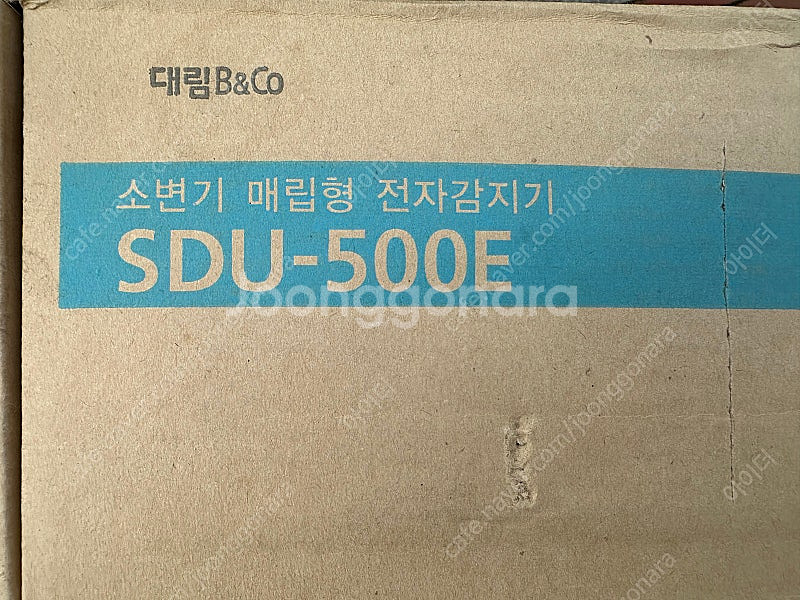 대림B&Co
소변기 매립형 전자감지기
SDU-500E
Joonggonara
cafe.naver.com/joonggonara
아이터